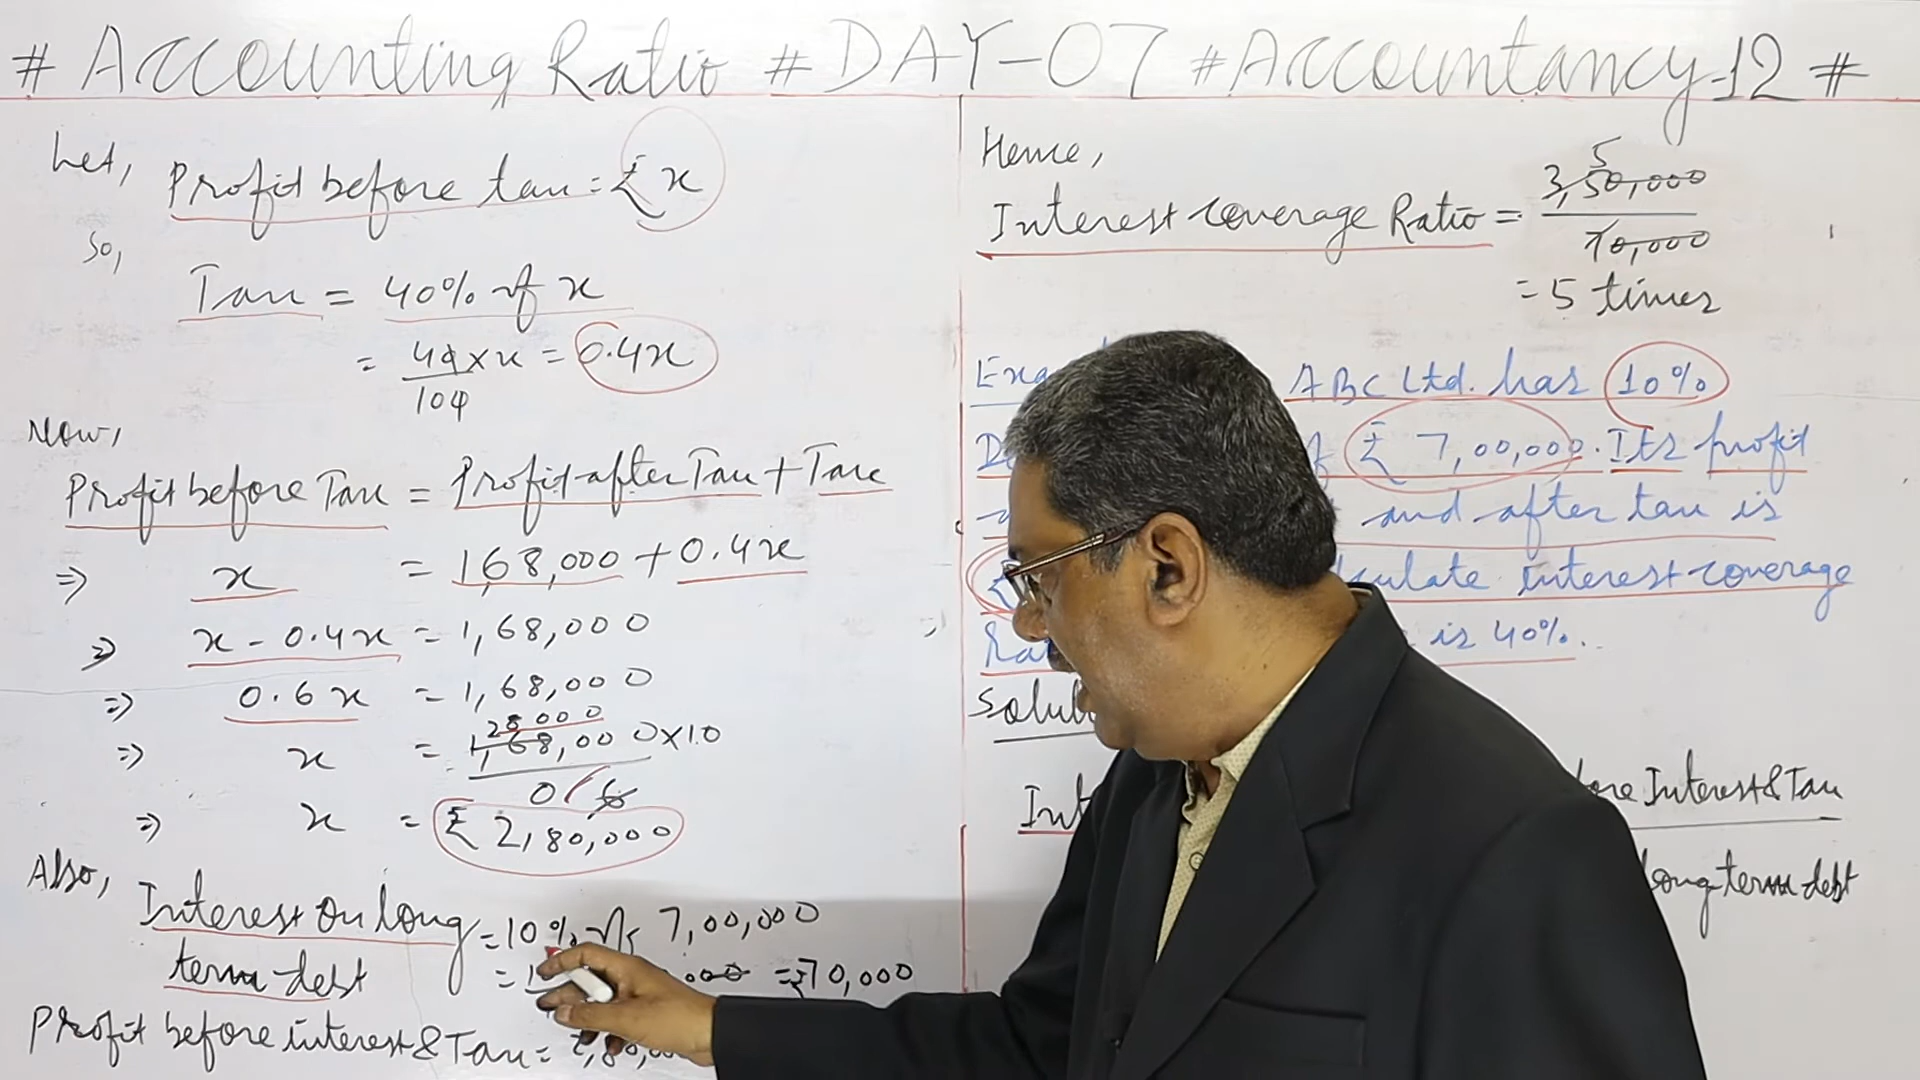 # Accounting Ratio # DAY-07 # Accountancy-12 #
Let, Profit before tax = ₹ x
So,
Tax = 40% of x
= 40/100 × x = 0.4x
Now,
Profit before Tax = Profit after Tax + Tax
⇒ x = 168,000 + 0.4x
⇒ x - 0.4x = 1,68,000
⇒ 0.6x = 1,68,000
28000
⇒ x = 1,68,000 × 10
0 6
⇒ x = ₹ 2,80,000
Also,
Interest on long = 10% of 7,00,000
term debt = = ₹70,000
Profit before interest & Tax =
Hence,
5
Interest coverage Ratio = 3,50,000
70,000
= 5 times
ABC Ltd. has 10%
₹ 7,00,000. Its profit
and after tax is
interest coverage
is 40%.
Interest & Tax
long term debt